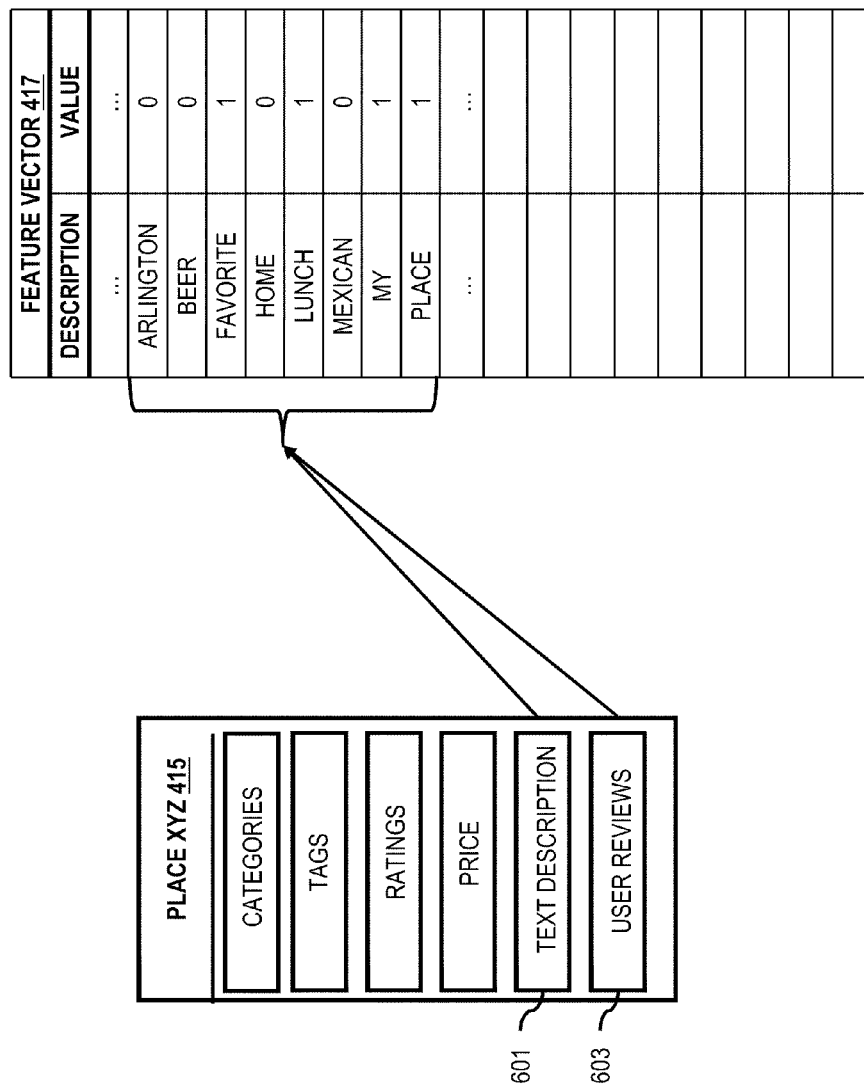 PLACE XYZ 415
CATEGORIES
TAGS
RATINGS
PRICE
TEXT DESCRIPTION
USER REVIEWS
601
603
FEATURE VECTOR 417
DESCRIPTION VALUE
... ...
ARLINGTON 0
BEER 0
FAVORITE 1
HOME 0
LUNCH 1
MEXICAN 0
MY 1
PLACE 1
... ...